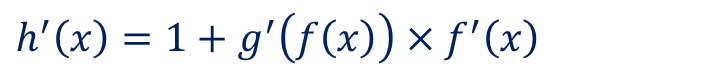 h′(x) = 1 + g′(f(x)) × f′(x)